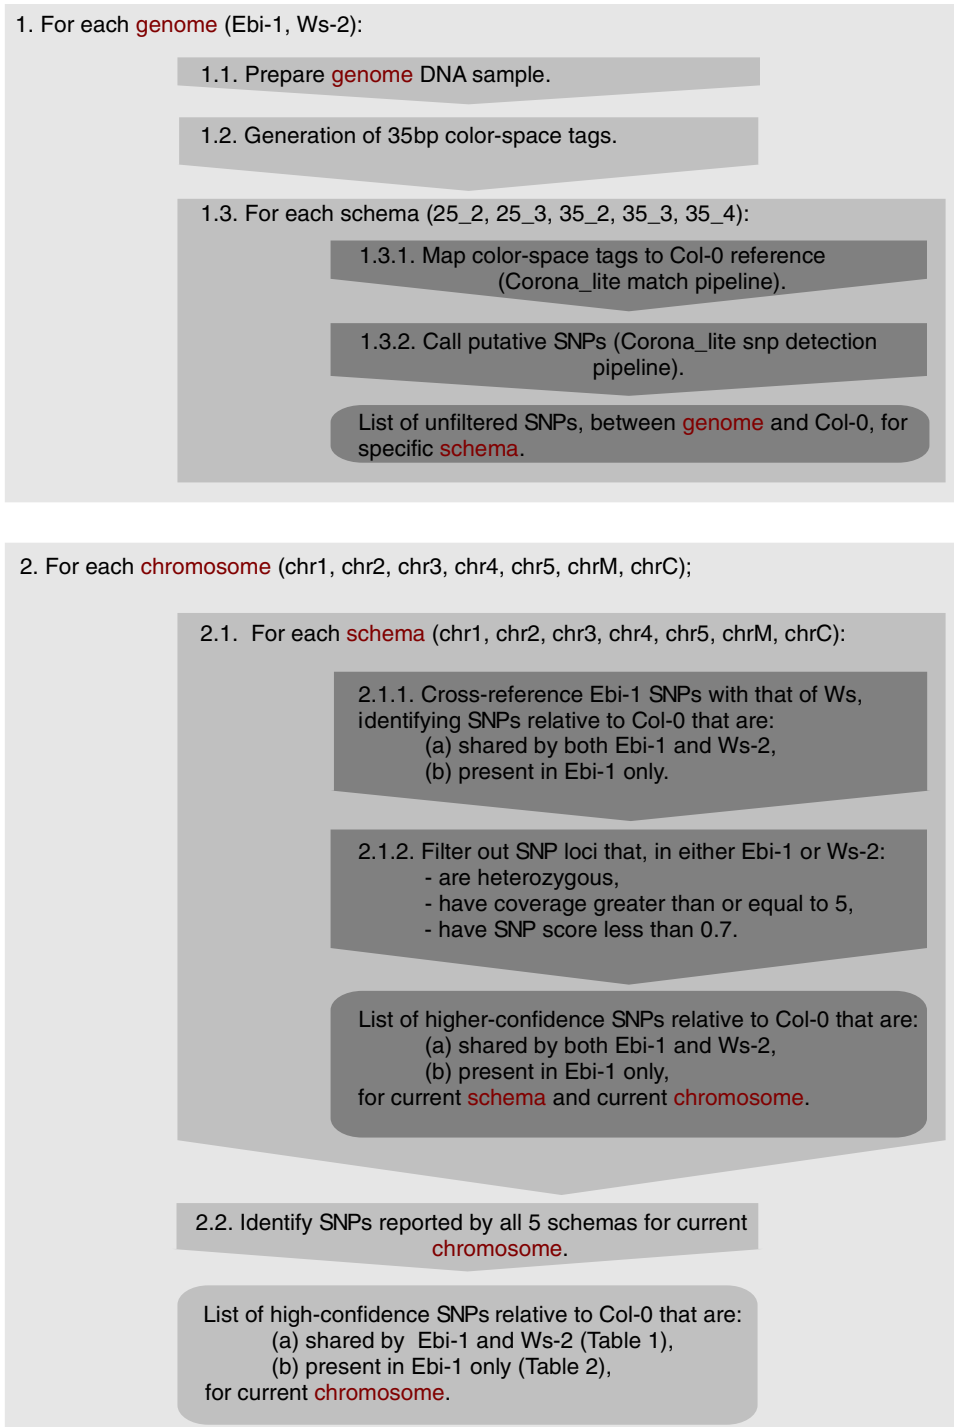 1. For each genome (Ebi-1, Ws-2):
1.1. Prepare genome DNA sample.
1.2. Generation of 35bp color-space tags.
1.3. For each schema (25_2, 25_3, 35_2, 35_3, 35_4):
1.3.1. Map color-space tags to Col-0 reference
(Corona_lite match pipeline).
1.3.2. Call putative SNPs (Corona_lite snp detection
pipeline).
List of unfiltered SNPs, between genome and Col-0, for
specific schema.
2. For each chromosome (chr1, chr2, chr3, chr4, chr5, chrM, chrC);
2.1. For each schema (chr1, chr2, chr3, chr4, chr5, chrM, chrC):
2.1.1. Cross-reference Ebi-1 SNPs with that of Ws,
identifying SNPs relative to Col-0 that are:
(a) shared by both Ebi-1 and Ws-2,
(b) present in Ebi-1 only.
2.1.2. Filter out SNP loci that, in either Ebi-1 or Ws-2:
- are heterozygous,
- have coverage greater than or equal to 5,
- have SNP score less than 0.7.
List of higher-confidence SNPs relative to Col-0 that are:
(a) shared by both Ebi-1 and Ws-2,
(b) present in Ebi-1 only,
for current schema and current chromosome.
2.2. Identify SNPs reported by all 5 schemas for current
chromosome.
List of high-confidence SNPs relative to Col-0 that are:
(a) shared by Ebi-1 and Ws-2 (Table 1),
(b) present in Ebi-1 only (Table 2),
for current chromosome.